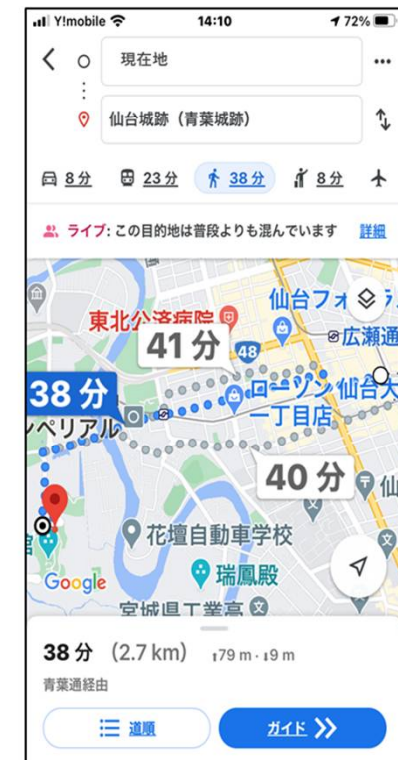 Y!mobile 14:10 72%
現在地
仙台城跡（青葉城跡）
8分 23分 38分 8分
ライブ: この目的地は普段よりも混んでいます 詳細
仙台フォ
東北公済病院
広瀬通
41分
48
38分
ローソン 仙台
一丁目店
ペリアル
40分
仙
花壇自動車学校
瑞鳳殿
Google
宮城県工業高
38分 (2.7 km) ↑79 m · ↓9 m
青葉通経由
道順 ガイド